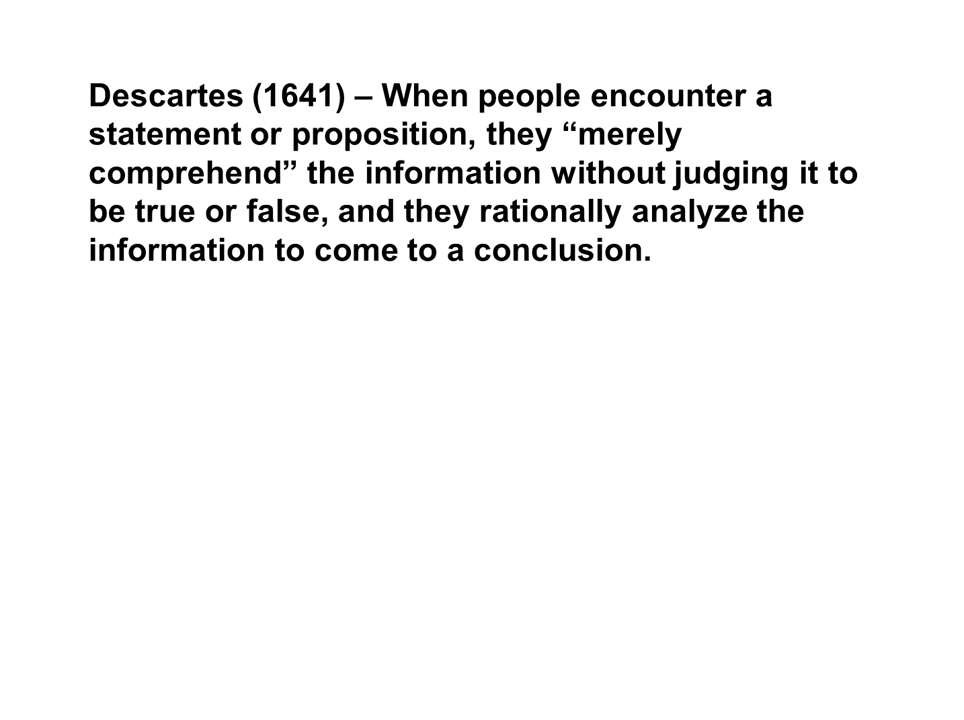 Descartes (1641) – When people encounter a
statement or proposition, they “merely
comprehend” the information without judging it to
be true or false, and they rationally analyze the
information to come to a conclusion.